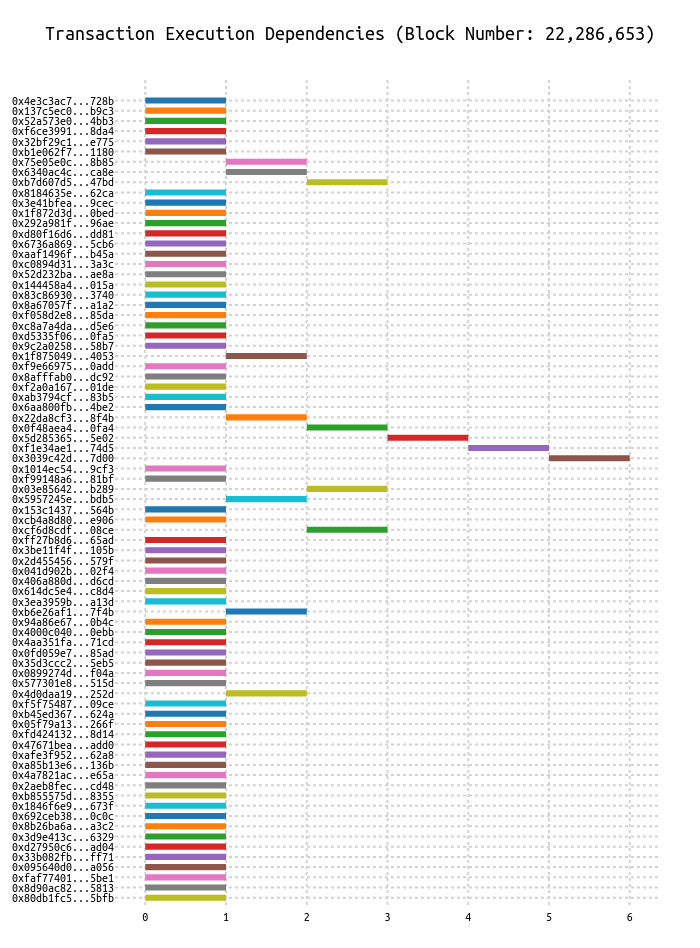 Transaction Execution Dependencies (Block Number: 22,286,653)
0x4e3c3ac7...728b
0x137c5ec0...b9c3
0x52a573e0...4bb3
0xf6ce3991...8da4
0x32bf29c1...e775
0xb1e062f7...1180
0x75e05e0c...8b85
0x6340ac4c...ca8e
0xb7d607d5...47bd
0x8184635e...62ca
0x3e41bfea...9cec
0x1f872d3d...0bed
0x292a981f...96ae
0xd80f16d6...dd81
0x6736a869...5cb6
0xaaf1496f...b45a
0xc0894d31...3a3c
0x52d232ba...ae8a
0x144458a4...015a
0x83c86930...3740
0x8a67057f...a1a2
0xf058d2e8...85da
0xc8a7a4da...d5e6
0xd5335f06...0fa5
0x9c2a0258...58b7
0x1f875049...4053
0xf9e66975...0add
0x8afffab0...dc92
0xf2a0a167...01de
0xab3794cf...83b5
0x6aa800fb...4be2
0x22da8cf3...8f4b
0x0f48aea4...0fa4
0x5d285365...5e02
0xf1e34ae1...74d5
0x3039c42d...7d00
0x1014ec54...9cf3
0xf99148a6...81bf
0x03e85642...b289
0x5957245e...bdb5
0x153c1437...564b
0xcb4a8d80...e906
0xcf6d8cdf...08ce
0xff27b8d6...65ad
0x3be11f4f...105b
0x2d455456...579f
0x041d902b...02f4
0x406a880d...d6cd
0x614dc5e4...c8d4
0x3ea3959b...a13d
0xb6e26af1...7f4b
0x94a86e67...0b4c
0x4000c040...0ebb
0x4aa351fa...71cd
0x0fd059e7...85ad
0x35d3ccc2...5eb5
0x0899274d...f04a
0x577301e8...515d
0x4d0daa19...252d
0xf5f75487...09ce
0xb45ed367...624a
0x05f79a13...266f
0xfd424132...8d14
0x47671bea...add0
0xafe3f952...62a8
0xa85b13e6...136b
0x4a7821ac...e65a
0x2aeb8fec...cd48
0xb855575d...8355
0x1846f6e9...673f
0x692ceb38...0c0c
0x8b26ba6a...a3c2
0x3d9e413c...6329
0xd27950c6...ad04
0x33b082fb...ff71
0x095640d0...a056
0xfaf77401...5be1
0x8d90ac82...5813
0x80db1fc5...5bfb
0 1 2 3 4 5 6